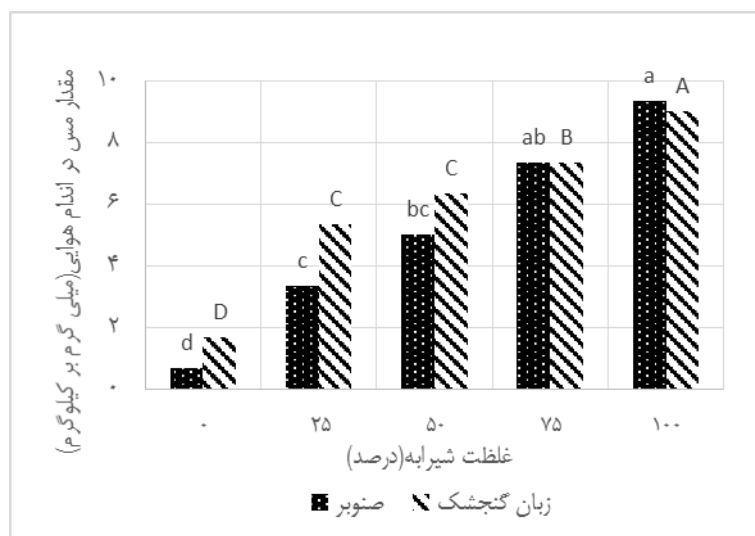 مقدار مس در اندام هوایی(میلی گرم بر کیلوگرم)
۱۰
۸
۶
۴
۲
۰
d
D
c
C
bc
C
ab
B
a
A
۰
۲۵
۵۰
۷۵
۱۰۰
غلظت شیرابه(درصد)
صنوبر
زبان گنجشک